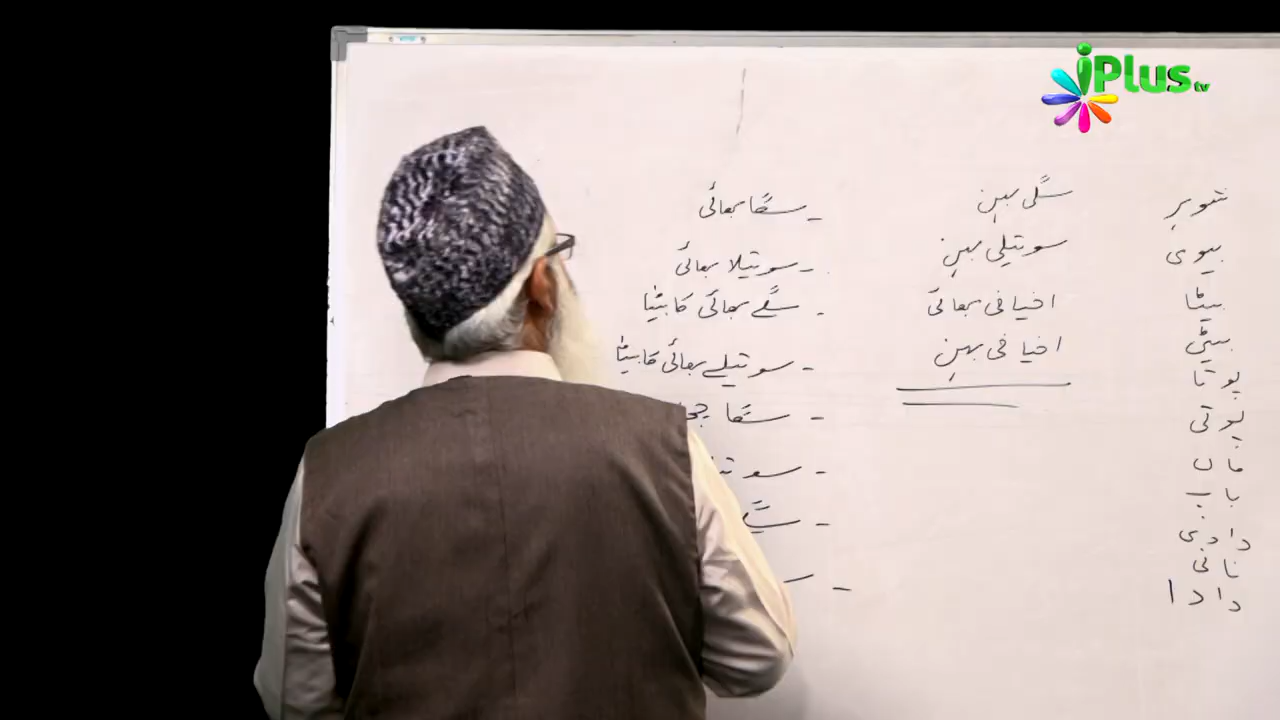 iPlus tv
شوہر
بیوی
بیٹا
بیٹی
پوتا
پوتی
ماں
باپ
دادی
نانی
دادا
سگی بہن
سوتیلی بہن
اخیافی بھائی
اخیافی بہن
- سگا بھائی
- سوتیلا بھائی
- سگے بھائی کا بیٹا
- سوتیلے بھائی کا بیٹا
- سگا